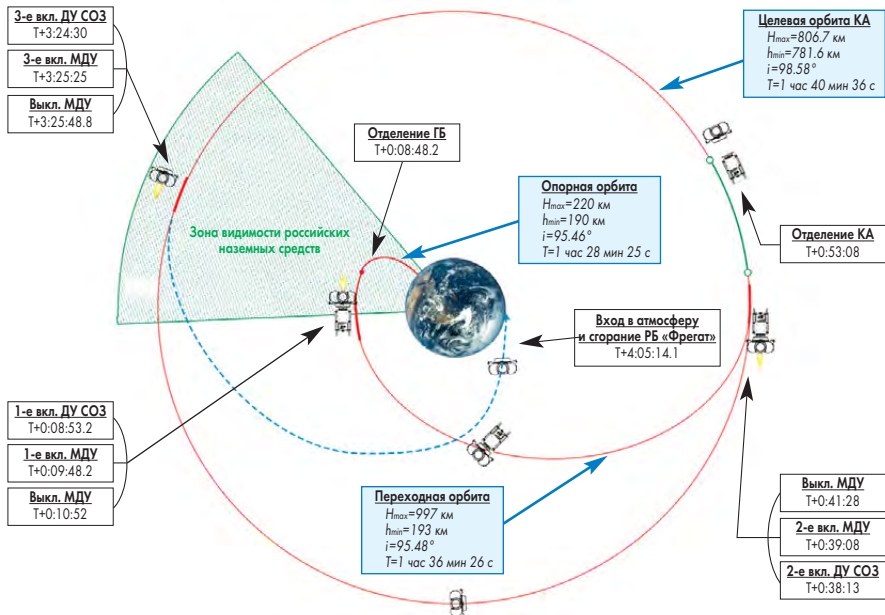 3-е вкл. ДУ СОЗ
T+3:24:30
3-е вкл. МДУ
T+3:25:25
Выкл. МДУ
T+3:25:48.8
Целевая орбита КА
Hmax=806.7 км
hmin=781.6 км
i=98.58°
T=1 час 40 мин 36 с
Отделение ГБ
T+0:08:48.2
Опорная орбита
Hmax=220 км
hmin=190 км
i=95.46°
T=1 час 28 мин 25 с
Зона видимости российских
наземных средств
Отделение КА
T+0:53:08
Вход в атмосферу
и сгорание РБ «Фрегат»
T+4:05:14.1
1-е вкл. ДУ СОЗ
T+0:08:53.2
1-е вкл. МДУ
T+0:09:48.2
Выкл. МДУ
T+0:10:52
Переходная орбита
Hmax=997 км
hmin=193 км
i=95.48°
T=1 час 36 мин 26 с
Выкл. МДУ
T+0:41:28
2-е вкл. МДУ
T+0:39:08
2-е вкл. ДУ СОЗ
T+0:38:13